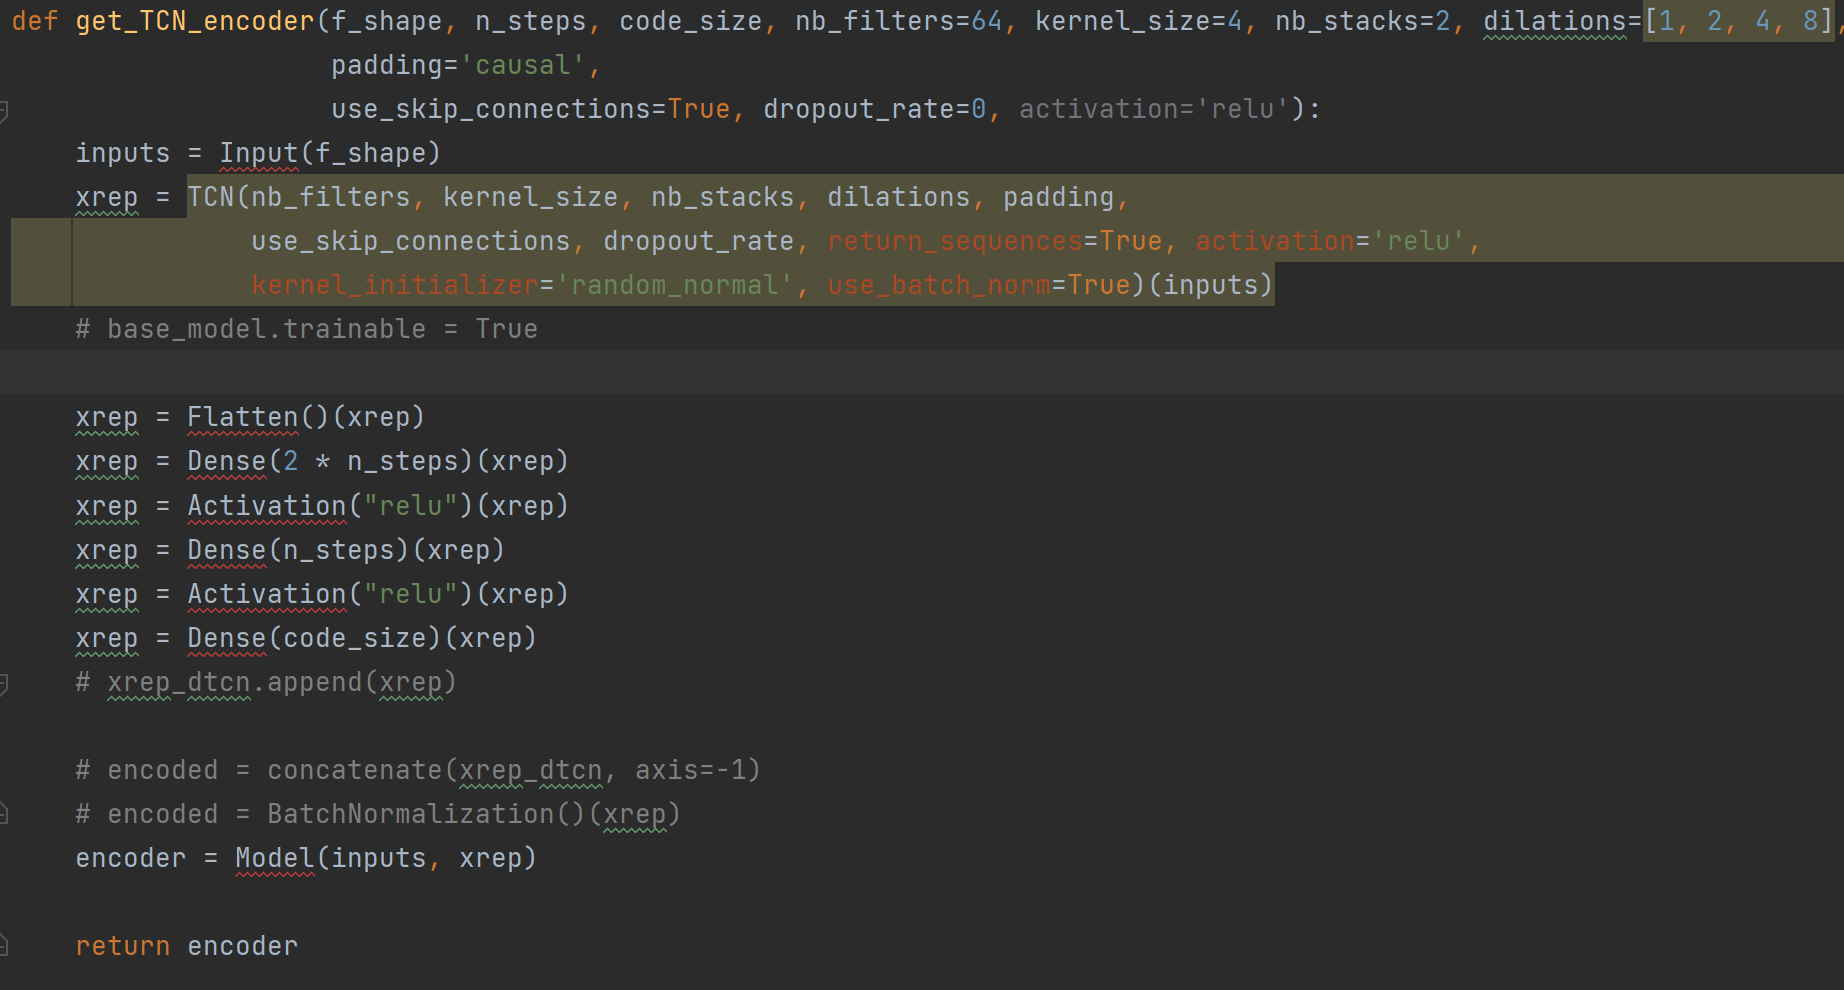 def get_TCN_encoder(f_shape, n_steps, code_size, nb_filters=64, kernel_size=4, nb_stacks=2, dilations=[1, 2, 4, 8],
                    padding='causal',
                    use_skip_connections=True, dropout_rate=0, activation='relu'):
    inputs = Input(f_shape)
    xrep = TCN(nb_filters, kernel_size, nb_stacks, dilations, padding,
               use_skip_connections, dropout_rate, return_sequences=True, activation='relu',
               kernel_initializer='random_normal', use_batch_norm=True)(inputs)
    # base_model.trainable = True

    xrep = Flatten()(xrep)
    xrep = Dense(2 * n_steps)(xrep)
    xrep = Activation("relu")(xrep)
    xrep = Dense(n_steps)(xrep)
    xrep = Activation("relu")(xrep)
    xrep = Dense(code_size)(xrep)
    # xrep_dtcn.append(xrep)

    # encoded = concatenate(xrep_dtcn, axis=-1)
    # encoded = BatchNormalization()(xrep)
    encoder = Model(inputs, xrep)

    return encoder